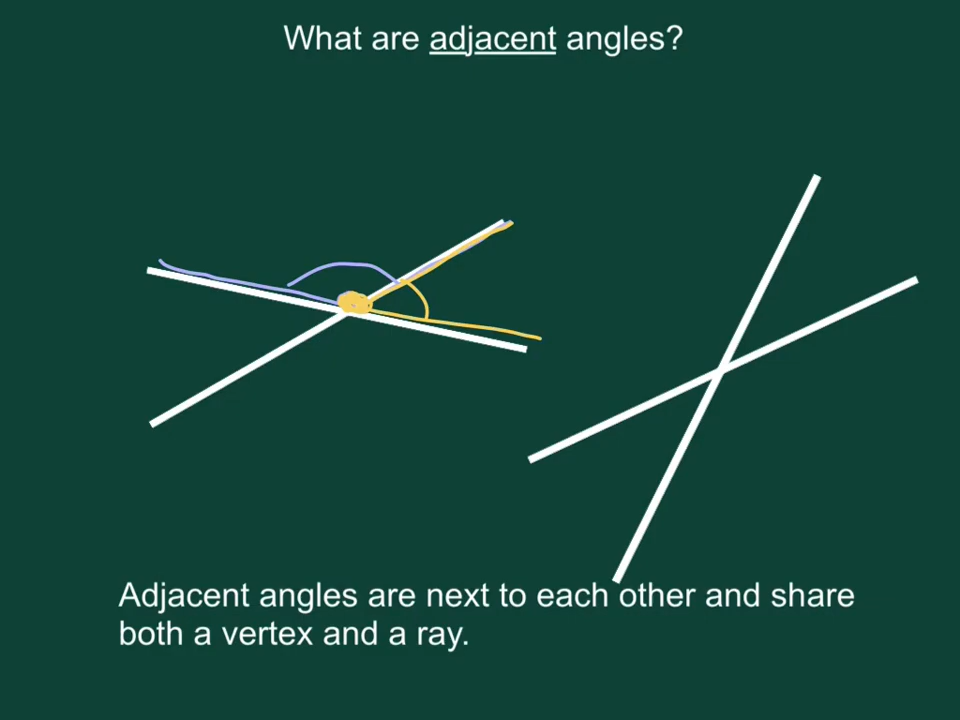 What are adjacent angles?
Adjacent angles are next to each other and share
both a vertex and a ray.